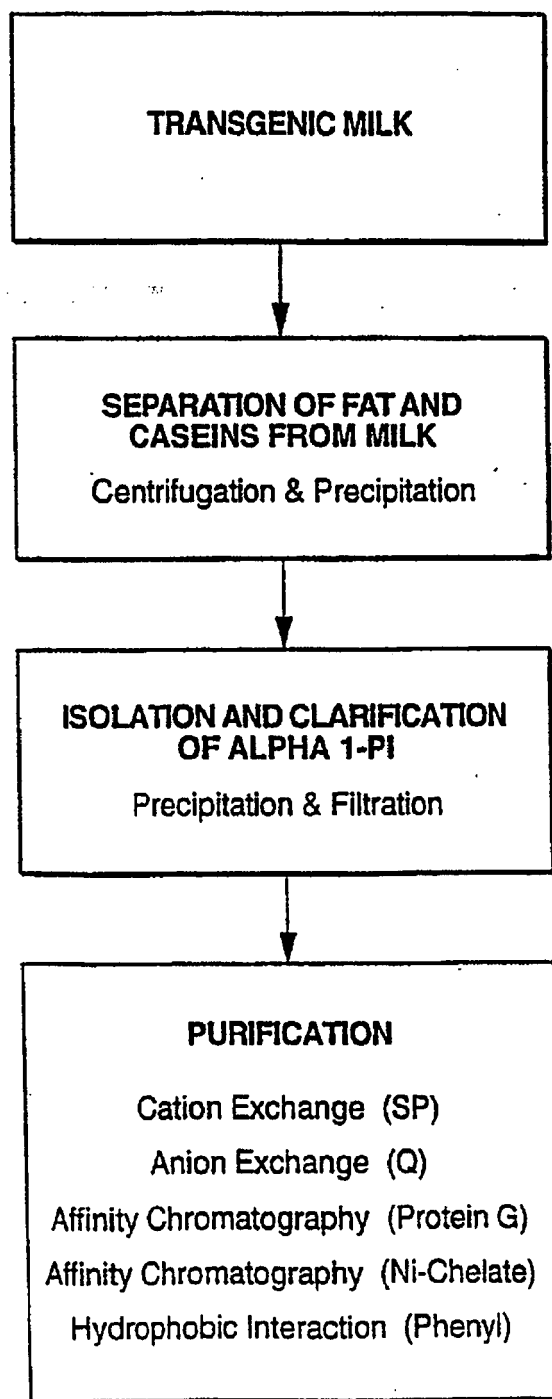 TRANSGENIC MILK
SEPARATION OF FAT AND
CASEINS FROM MILK
Centrifugation & Precipitation
ISOLATION AND CLARIFICATION
OF ALPHA 1-PI
Precipitation & Filtration
PURIFICATION
Cation Exchange (SP)
Anion Exchange (Q)
Affinity Chromatography (Protein G)
Affinity Chromatography (Ni-Chelate)
Hydrophobic Interaction (Phenyl)